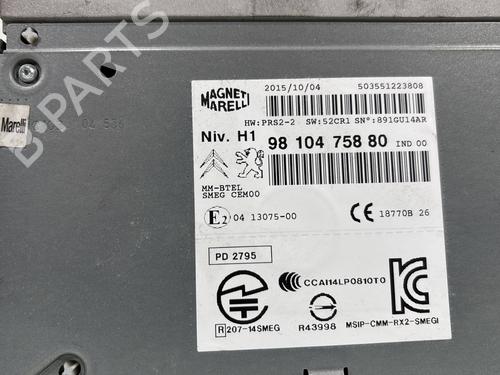 MAGNETI MARELLI
2015/10/04 503551223808
HW:PRS2-2 SW:52CR1 SN°:891GU14AR
Niv. H1
98 104 758 80 IND 00
MM-BTEL
SMEG CEM00
E2 04 13075-00
CE 18770B 26
PD 2795
CCAI14LP0810T0
R 207-14SMEG
R43998
MSIP-CMM-RX2-SMEGI
Marelli
B-PARTS